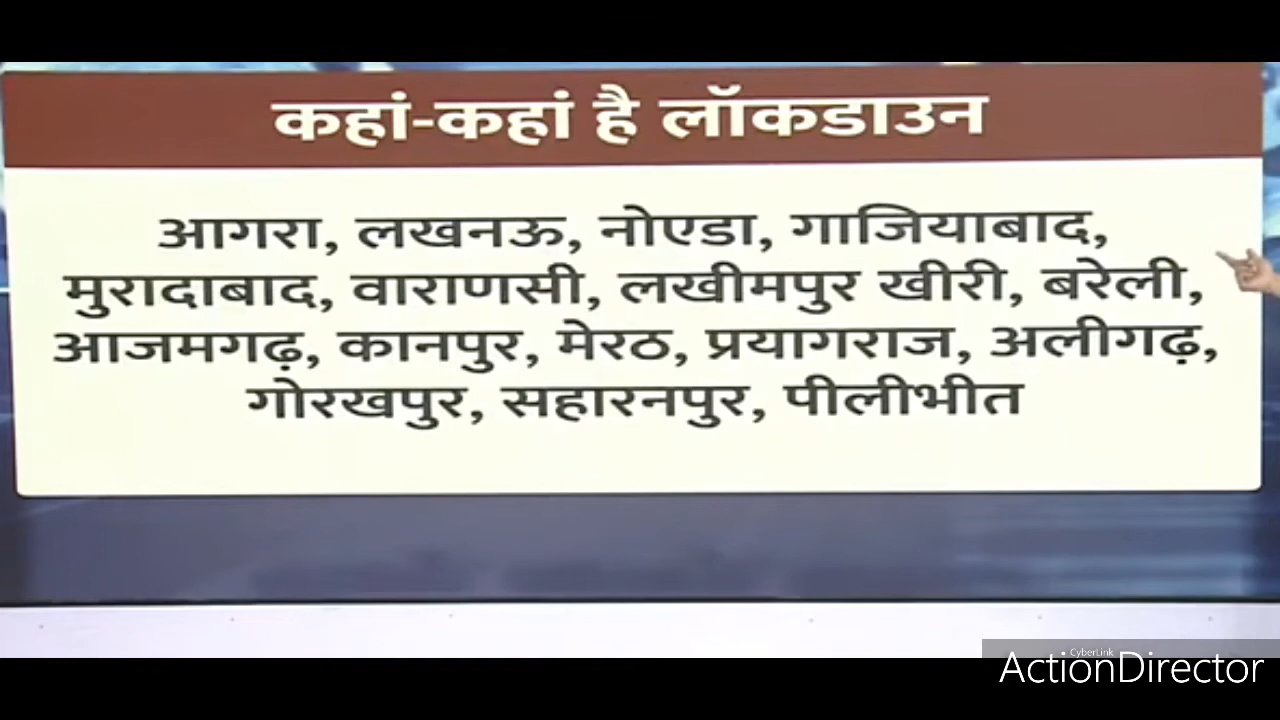 कहां-कहां है लॉकडाउन
आगरा, लखनऊ, नोएडा, गाजियाबाद,
मुरादाबाद, वाराणसी, लखीमपुर खीरी, बरेली,
आजमगढ़, कानपुर, मेरठ, प्रयागराज, अलीगढ़,
गोरखपुर, सहारनपुर, पीलीभीत
CyberLink
ActionDirector